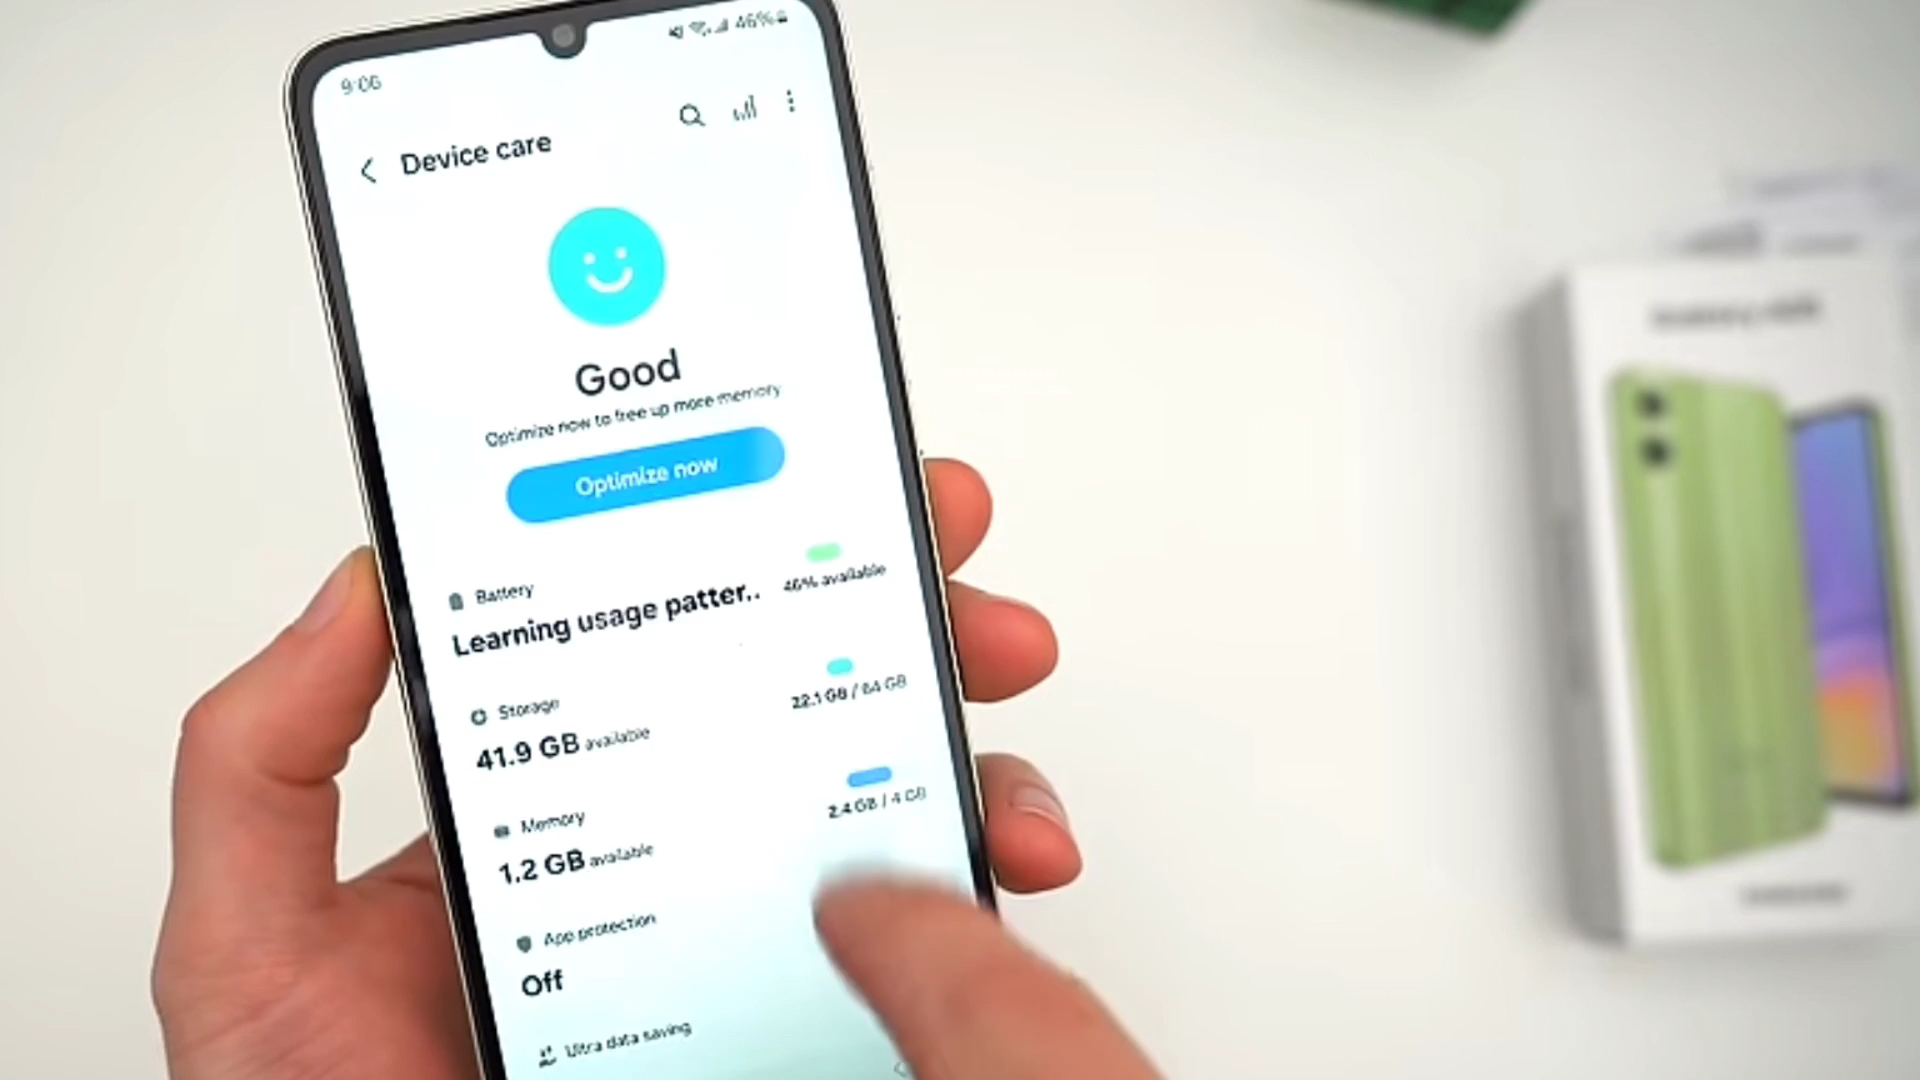 9:06
46%
Device care
Good
Optimize now to free up more memory
Optimize now
Battery
Learning usage patter..
46% available
Storage
41.9 GB available
22.1 GB / 64 GB
Memory
1.2 GB available
2.4 GB / 4 GB
App protection
Off
Ultra data saving